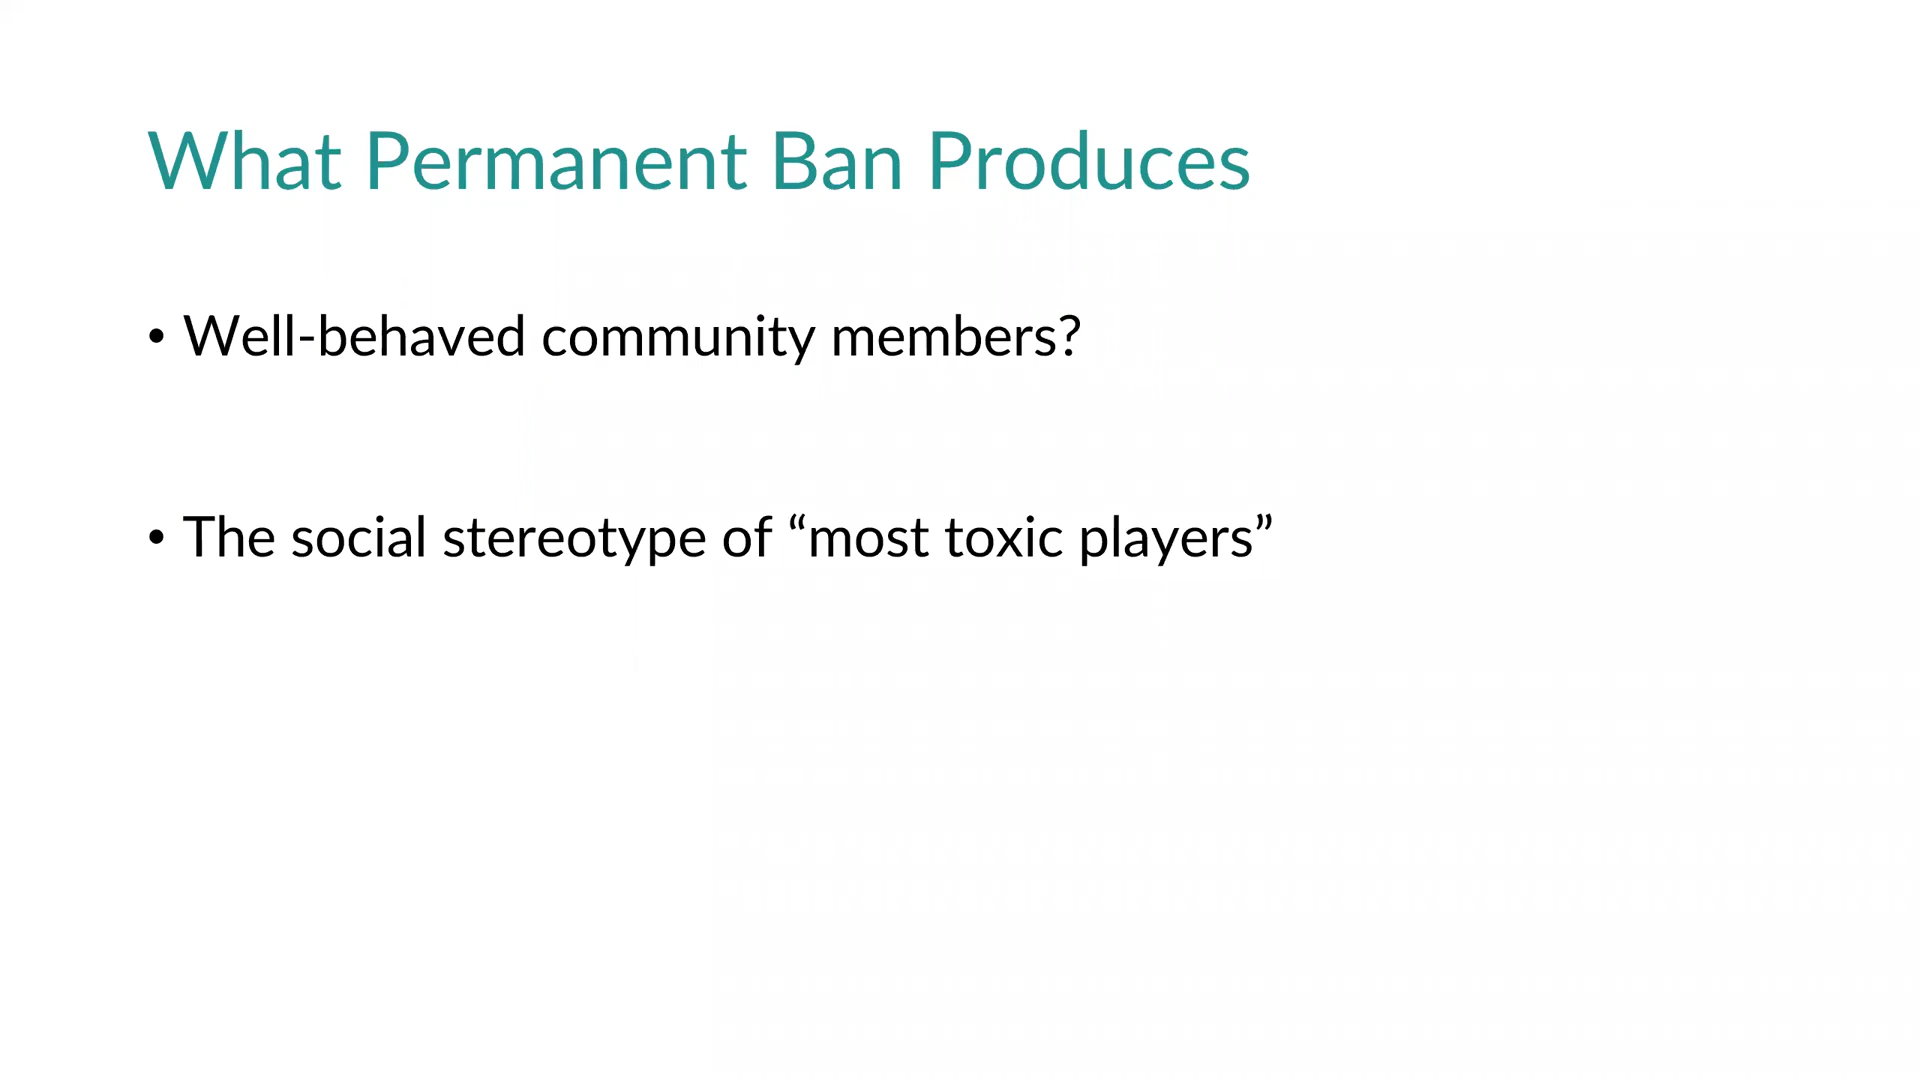 What Permanent Ban Produces
• Well-behaved community members?
• The social stereotype of “most toxic players”